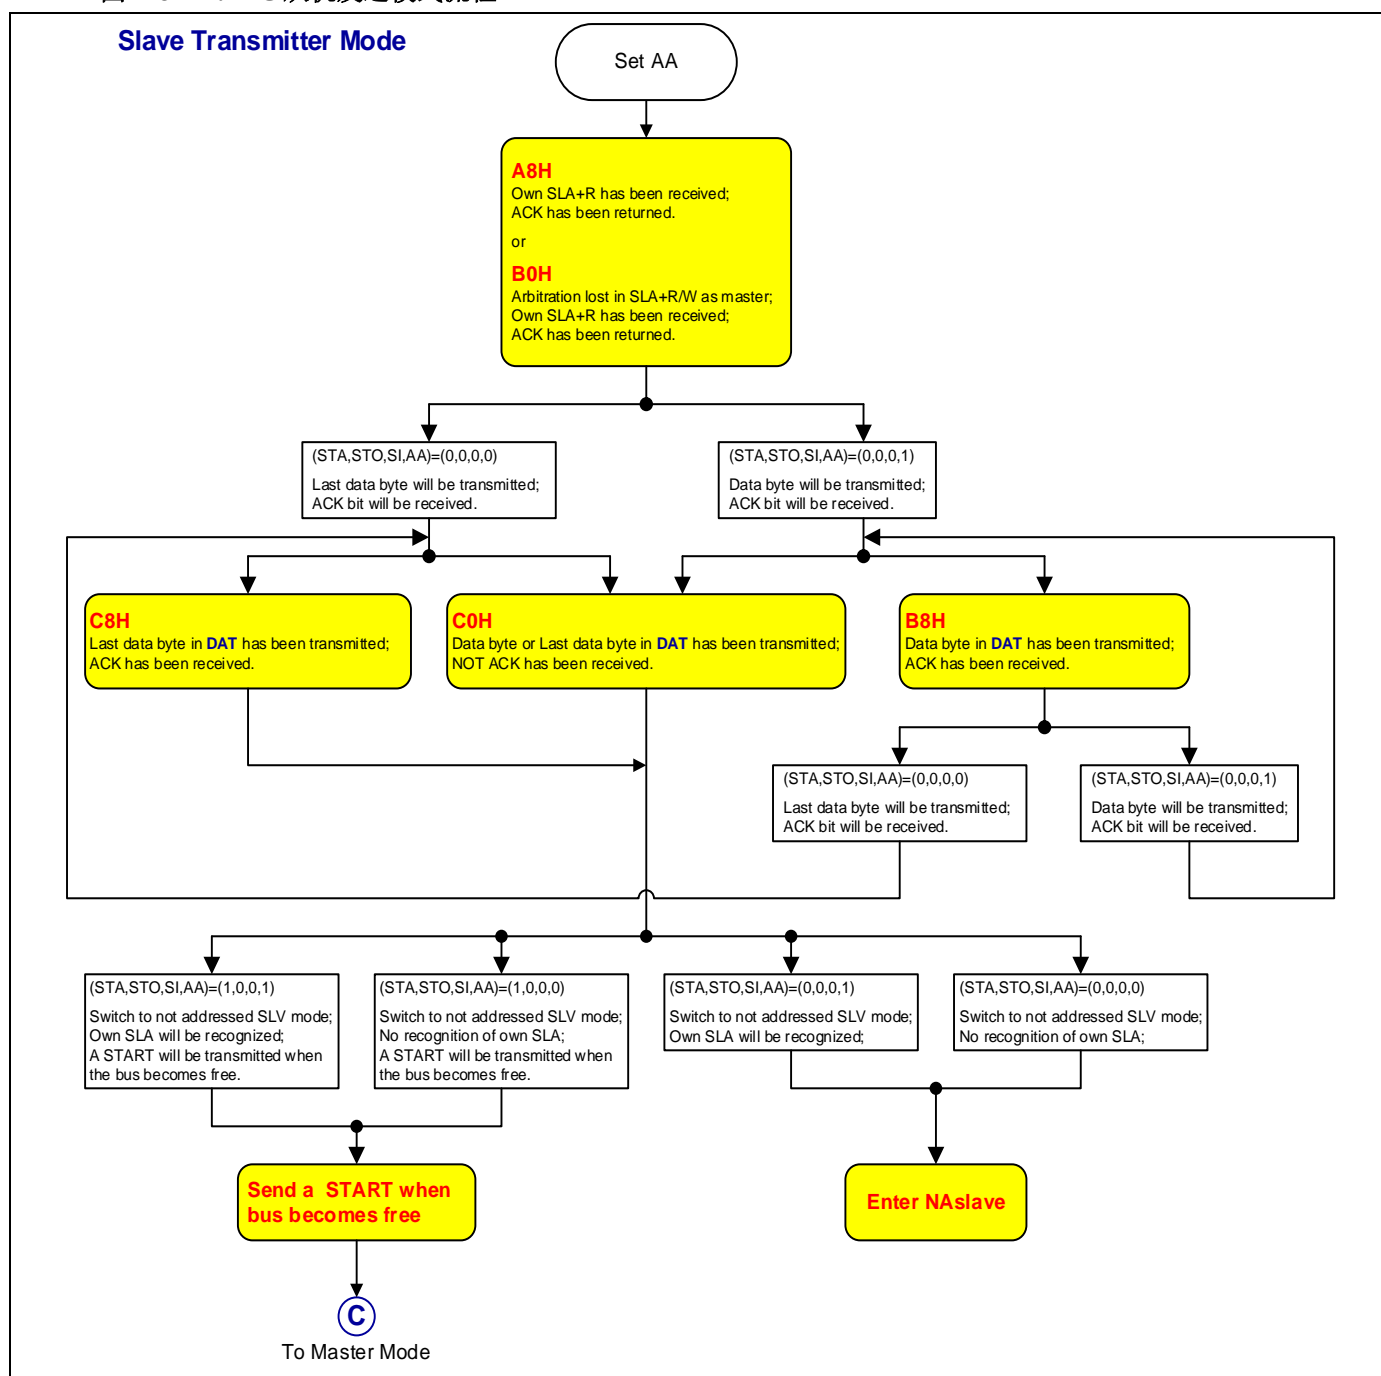 Slave Transmitter Mode
Set AA
A8H
Own SLA+R has been received;
ACK has been returned.
or
B0H
Arbitration lost in SLA+R/W as master;
Own SLA+R has been received;
ACK has been returned.
(STA,STO,SI,AA)=(0,0,0,0)
Last data byte will be transmitted;
ACK bit will be received.
(STA,STO,SI,AA)=(0,0,0,1)
Data byte will be transmitted;
ACK bit will be received.
C8H
Last data byte in DAT has been transmitted;
ACK has been received.
C0H
Data byte or Last data byte in DAT has been transmitted;
NOT ACK has been received.
B8H
Data byte in DAT has been transmitted;
ACK has been received.
(STA,STO,SI,AA)=(0,0,0,0)
Last data byte will be transmitted;
ACK bit will be received.
(STA,STO,SI,AA)=(0,0,0,1)
Data byte will be transmitted;
ACK bit will be received.
(STA,STO,SI,AA)=(1,0,0,1)
Switch to not addressed SLV mode;
Own SLA will be recognized;
A START will be transmitted when
the bus becomes free.
(STA,STO,SI,AA)=(1,0,0,0)
Switch to not addressed SLV mode;
No recognition of own SLA;
A START will be transmitted when
the bus becomes free.
(STA,STO,SI,AA)=(0,0,0,1)
Switch to not addressed SLV mode;
Own SLA will be recognized;
(STA,STO,SI,AA)=(0,0,0,0)
Switch to not addressed SLV mode;
No recognition of own SLA;
Send a START when
bus becomes free
Enter NAslave
C
To Master Mode